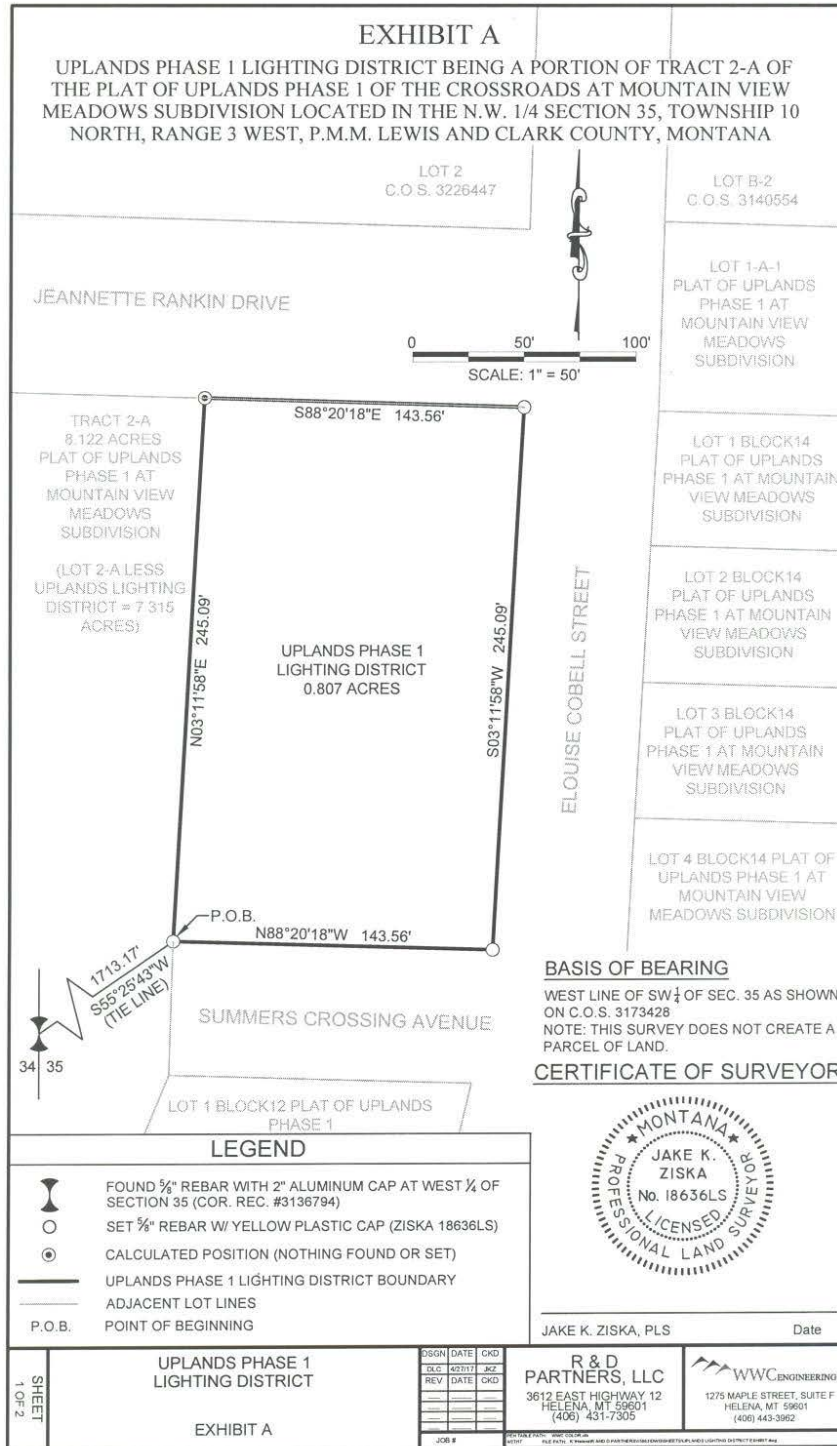 EXHIBIT A
UPLANDS PHASE 1 LIGHTING DISTRICT BEING A PORTION OF TRACT 2-A OF
THE PLAT OF UPLANDS PHASE 1 OF THE CROSSROADS AT MOUNTAIN VIEW
MEADOWS SUBDIVISION LOCATED IN THE N.W. 1/4 SECTION 35, TOWNSHIP 10
NORTH, RANGE 3 WEST, P.M.M. LEWIS AND CLARK COUNTY, MONTANA
LOT 2
C.O.S. 3226447
LOT B-2
C.O.S. 3140554
JEANNETTE RANKIN DRIVE
LOT 1-A-1
PLAT OF UPLANDS
PHASE 1 AT
MOUNTAIN VIEW
MEADOWS
SUBDIVISION
0 50' 100'
SCALE: 1" = 50'
S88°20'18"E 143.56'
TRACT 2-A
8.122 ACRES
PLAT OF UPLANDS
PHASE 1 AT
MOUNTAIN VIEW
MEADOWS
SUBDIVISION
(LOT 2-A LESS
UPLANDS LIGHTING
DISTRICT = 7.315
ACRES)
N03°11'58"E 245.09'
UPLANDS PHASE 1
LIGHTING DISTRICT
0.807 ACRES
S03°11'58"W 245.09'
ELOUISE COBELL STREET
LOT 1 BLOCK14
PLAT OF UPLANDS
PHASE 1 AT MOUNTAIN
VIEW MEADOWS
SUBDIVISION
LOT 2 BLOCK14
PLAT OF UPLANDS
PHASE 1 AT MOUNTAIN
VIEW MEADOWS
SUBDIVISION
LOT 3 BLOCK14
PLAT OF UPLANDS
PHASE 1 AT MOUNTAIN
VIEW MEADOWS
SUBDIVISION
LOT 4 BLOCK14 PLAT OF
UPLANDS PHASE 1 AT
MOUNTAIN VIEW
MEADOWS SUBDIVISION
P.O.B.
N88°20'18"W 143.56'
1713.17'
S55°25'43"W
(TIE LINE)
34 35
SUMMERS CROSSING AVENUE
LOT 1 BLOCK12 PLAT OF UPLANDS
PHASE 1
BASIS OF BEARING
WEST LINE OF SW¼ OF SEC. 35 AS SHOWN
ON C.O.S. 3173428
NOTE: THIS SURVEY DOES NOT CREATE A
PARCEL OF LAND.
CERTIFICATE OF SURVEYOR
MONTANA
JAKE K.
ZISKA
No. 18636LS
LICENSED
PROFESSIONAL LAND SURVEYOR
JAKE K. ZISKA, PLS Date
LEGEND
FOUND ⅝" REBAR WITH 2" ALUMINUM CAP AT WEST ¼ OF
SECTION 35 (COR. REC. #3136794)
SET ⅝" REBAR W/ YELLOW PLASTIC CAP (ZISKA 18636LS)
CALCULATED POSITION (NOTHING FOUND OR SET)
UPLANDS PHASE 1 LIGHTING DISTRICT BOUNDARY
ADJACENT LOT LINES
P.O.B. POINT OF BEGINNING
SHEET
1 OF 2
UPLANDS PHASE 1
LIGHTING DISTRICT
EXHIBIT A
DSGN DATE CKD
DLC 4/27/17 JKZ
REV DATE CKD
JOB #
R & D
PARTNERS, LLC
3612 EAST HIGHWAY 12
HELENA, MT 59601
(406) 431-7305
WWC ENGINEERING
1275 MAPLE STREET, SUITE F
HELENA, MT 59601
(406) 443-3962